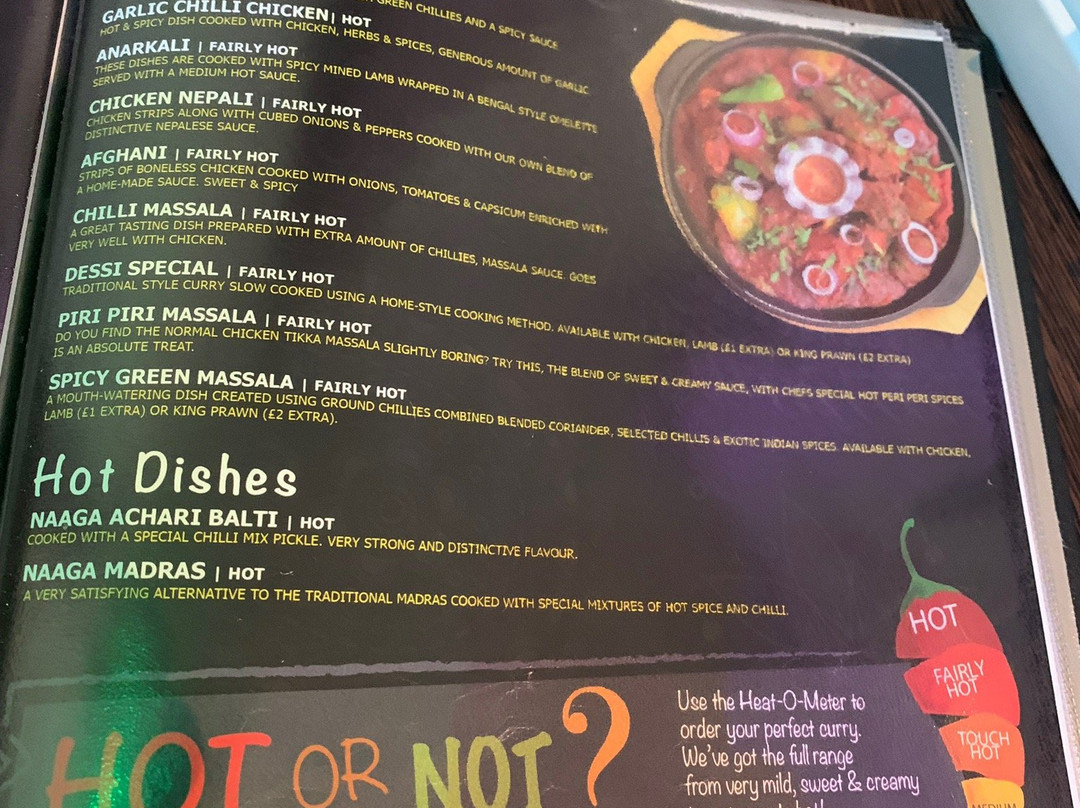 GREEN CHILLIES AND A SPICY SAUCE
GARLIC CHILLI CHICKEN| HOT
HOT & SPICY DISH COOKED WITH CHICKEN, HERBS & SPICES, GENEROUS AMOUNT OF GARLIC
ANARKALI | FAIRLY HOT
THESE DISHES ARE COOKED WITH SPICY MINED LAMB WRAPPED IN A BENGAL STYLE OMELETTE
SERVED WITH A MEDIUM HOT SAUCE.
CHICKEN NEPALI | FAIRLY HOT
CHICKEN STRIPS ALONG WITH CUBED ONIONS & PEPPERS COOKED WITH OUR OWN BLEND OF
DISTINCTIVE NEPALESE SAUCE.
AFGHANI | FAIRLY HOT
STRIPS OF BONELESS CHICKEN COOKED WITH ONIONS, TOMATOES & CAPSICUM ENRICHED WITH
A HOME-MADE SAUCE. SWEET & SPICY
CHILLI MASSALA | FAIRLY HOT
A GREAT TASTING DISH PREPARED WITH EXTRA AMOUNT OF CHILLIES, MASSALA SAUCE. GOES
VERY WELL WITH CHICKEN.
DESSI SPECIAL | FAIRLY HOT
TRADITIONAL STYLE CURRY SLOW COOKED USING A HOME-STYLE COOKING METHOD. AVAILABLE WITH CHICKEN, LAMB (£1 EXTRA) OR KING PRAWN (£2 EXTRA)
PIRI PIRI MASSALA | FAIRLY HOT
DO YOU FIND THE NORMAL CHICKEN TIKKA MASSALA SLIGHTLY BORING? TRY THIS, THE BLEND OF SWEET & CREAMY SAUCE, WITH CHEFS SPECIAL HOT PERI PERI SPICES
IS AN ABSOLUTE TREAT.
SPICY GREEN MASSALA | FAIRLY HOT
A MOUTH-WATERING DISH CREATED USING GROUND CHILLIES COMBINED BLENDED CORIANDER, SELECTED CHILLIS & EXOTIC INDIAN SPICES. AVAILABLE WITH CHICKEN,
LAMB (£1 EXTRA) OR KING PRAWN (£2 EXTRA).
Hot Dishes
NAAGA ACHARI BALTI | HOT
COOKED WITH A SPECIAL CHILLI MIX PICKLE. VERY STRONG AND DISTINCTIVE FLAVOUR.
NAAGA MADRAS | HOT
A VERY SATISFYING ALTERNATIVE TO THE TRADITIONAL MADRAS COOKED WITH SPECIAL MIXTURES OF HOT SPICE AND CHILLI.
HOT OR NOT?
Use the Heat-O-Meter to
order your perfect curry.
We've got the full range
from very mild, sweet & creamy
HOT
FAIRLY
HOT
TOUCH
HOT
MEDIUM